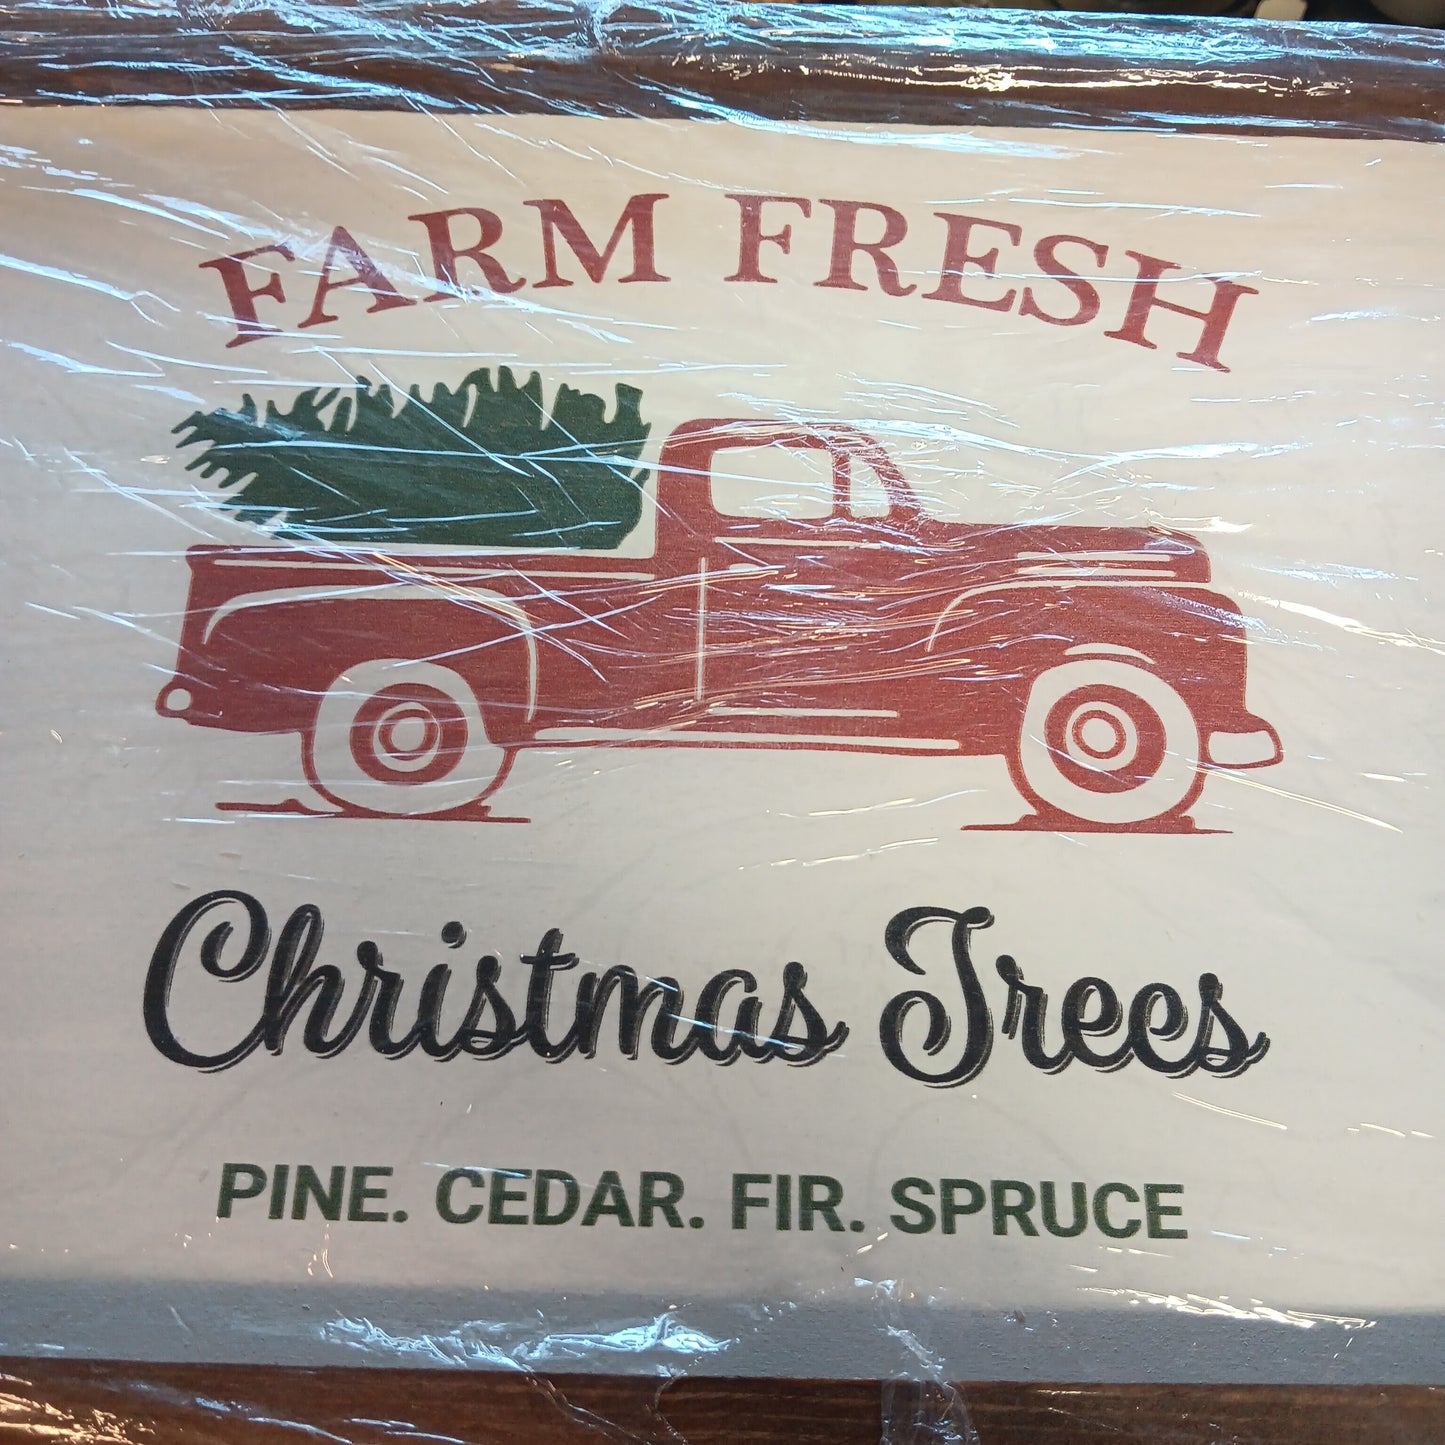 FARM FRESH
Christmas Trees
PINE. CEDAR. FIR. SPRUCE